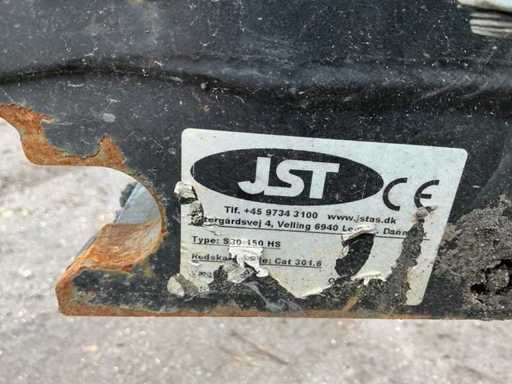 JST
CE
Tlf. +45 9734 3100 www.jstas.dk
4, Velling 6940
Type: S30-150 HS
Cat 301.6